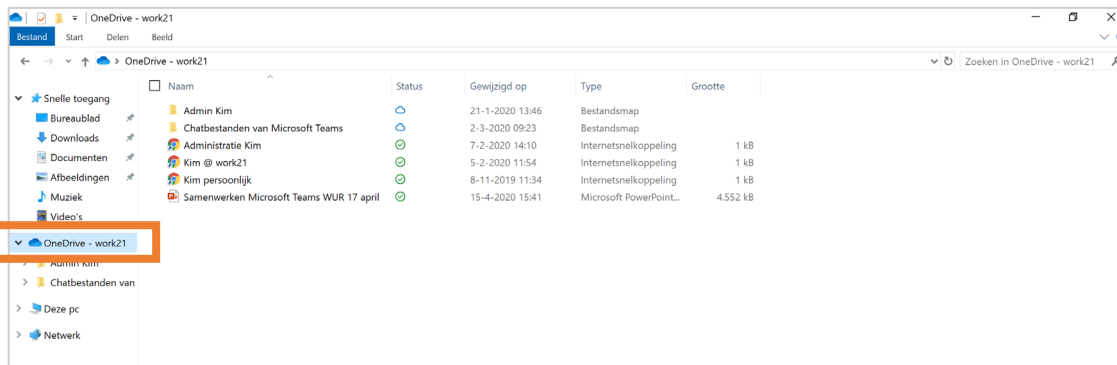 OneDrive - work21
Bestand Start Delen Beeld
OneDrive - work21 Zoeken in OneDrive - work21
Naam Status Gewijzigd op Type Grootte
Snelle toegang
Bureaublad
Downloads
Documenten
Afbeeldingen
Muziek
Video's
OneDrive - work21
Admin Kim
Chatbestanden van
Deze pc
Netwerk
Admin Kim 21-1-2020 13:46 Bestandsmap
Chatbestanden van Microsoft Teams 2-3-2020 09:23 Bestandsmap
Administratie Kim 7-2-2020 14:10 Internetsnelkoppeling 1 kB
Kim @ work21 5-2-2020 11:54 Internetsnelkoppeling 1 kB
Kim persoonlijk 8-11-2019 11:34 Internetsnelkoppeling 1 kB
Samenwerken Microsoft Teams WUR 17 april 15-4-2020 15:41 Microsoft PowerPoint... 4.552 kB